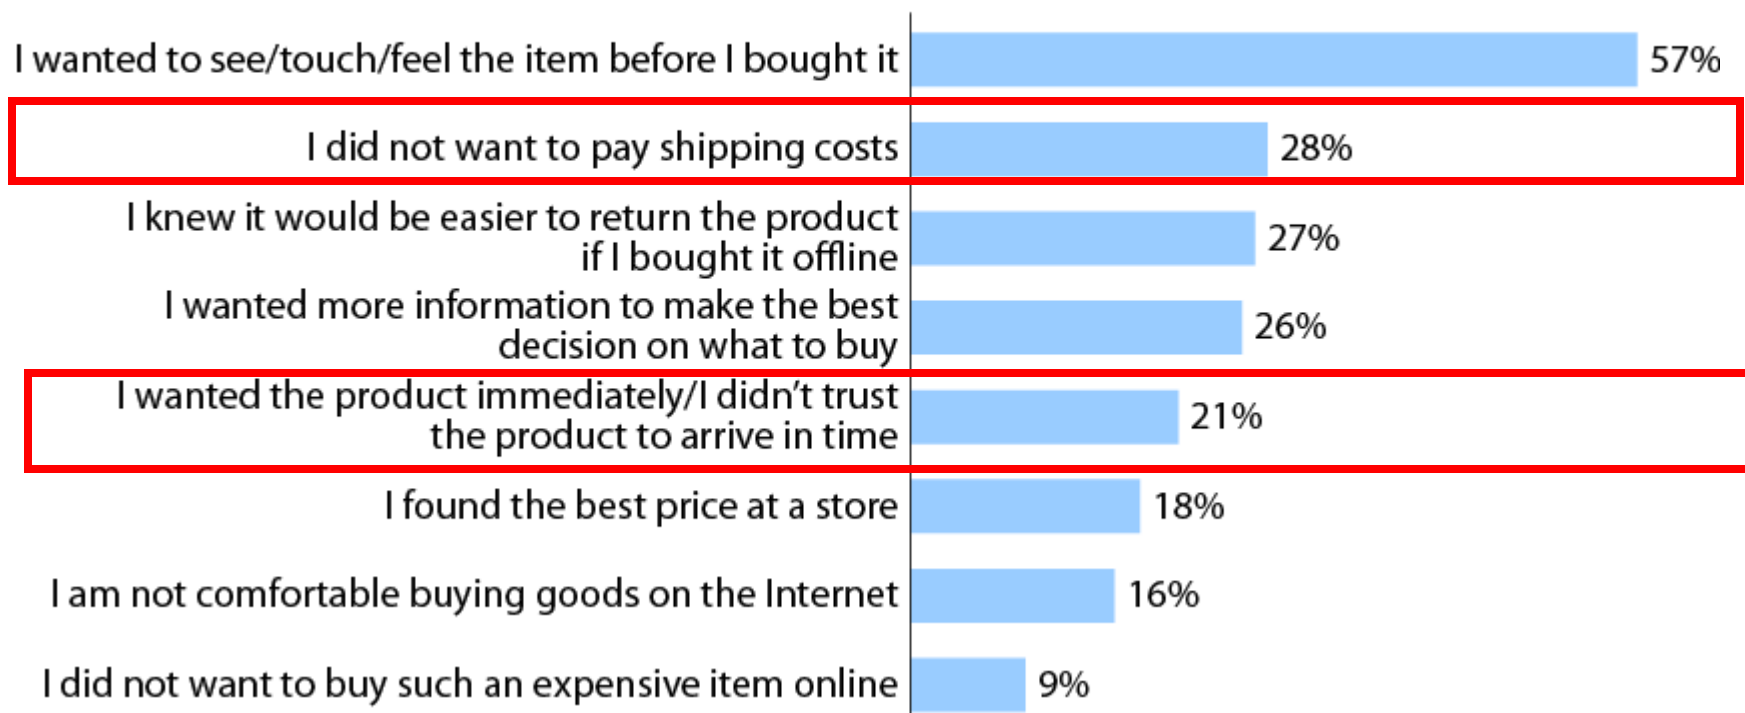 I wanted to see/touch/feel the item before I bought it 57%
I did not want to pay shipping costs 28%
I knew it would be easier to return the product
if I bought it offline 27%
I wanted more information to make the best
decision on what to buy 26%
I wanted the product immediately/I didn’t trust
the product to arrive in time 21%
I found the best price at a store 18%
I am not comfortable buying goods on the Internet 16%
I did not want to buy such an expensive item online 9%